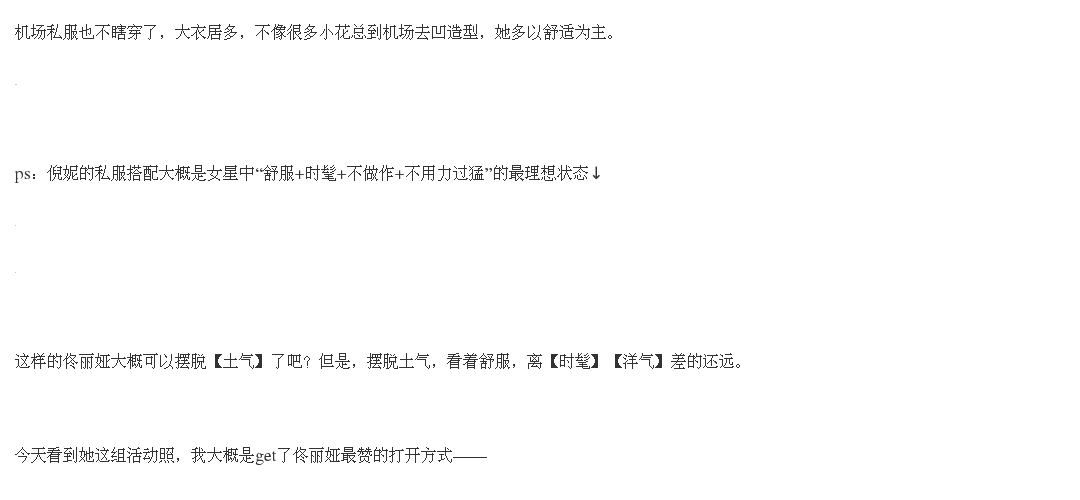 机场私服也不瞎穿了，大衣居多，不像很多小花总到机场去凹造型，她多以舒适为主。
ps：倪妮的私服搭配大概是女星中“舒服+时髦+不做作+不用力过猛”的最理想状态↓
这样的佟丽娅大概可以摆脱【土气】了吧？但是，摆脱土气，看着舒服，离【时髦】【洋气】差的还远。
今天看到她这组活动照，我大概是get了佟丽娅最赞的打开方式——